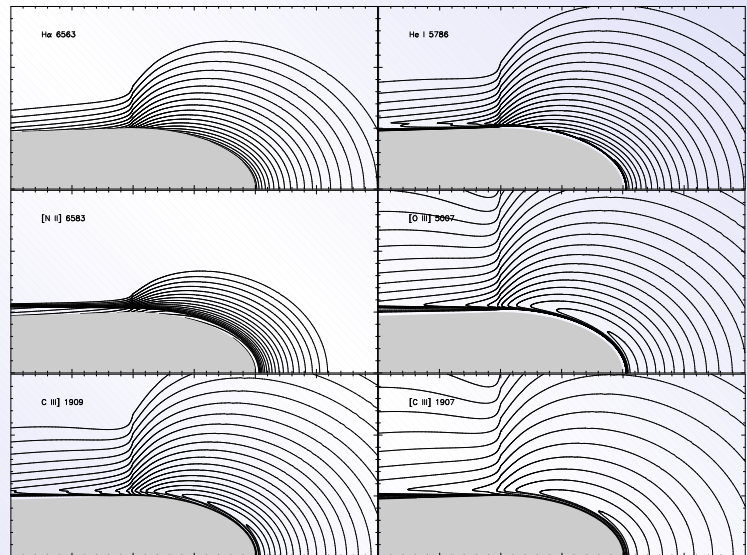 Hα 6563
He I 5786
[N II] 6583
[O III] 5007
C III] 1909
[C III] 1907